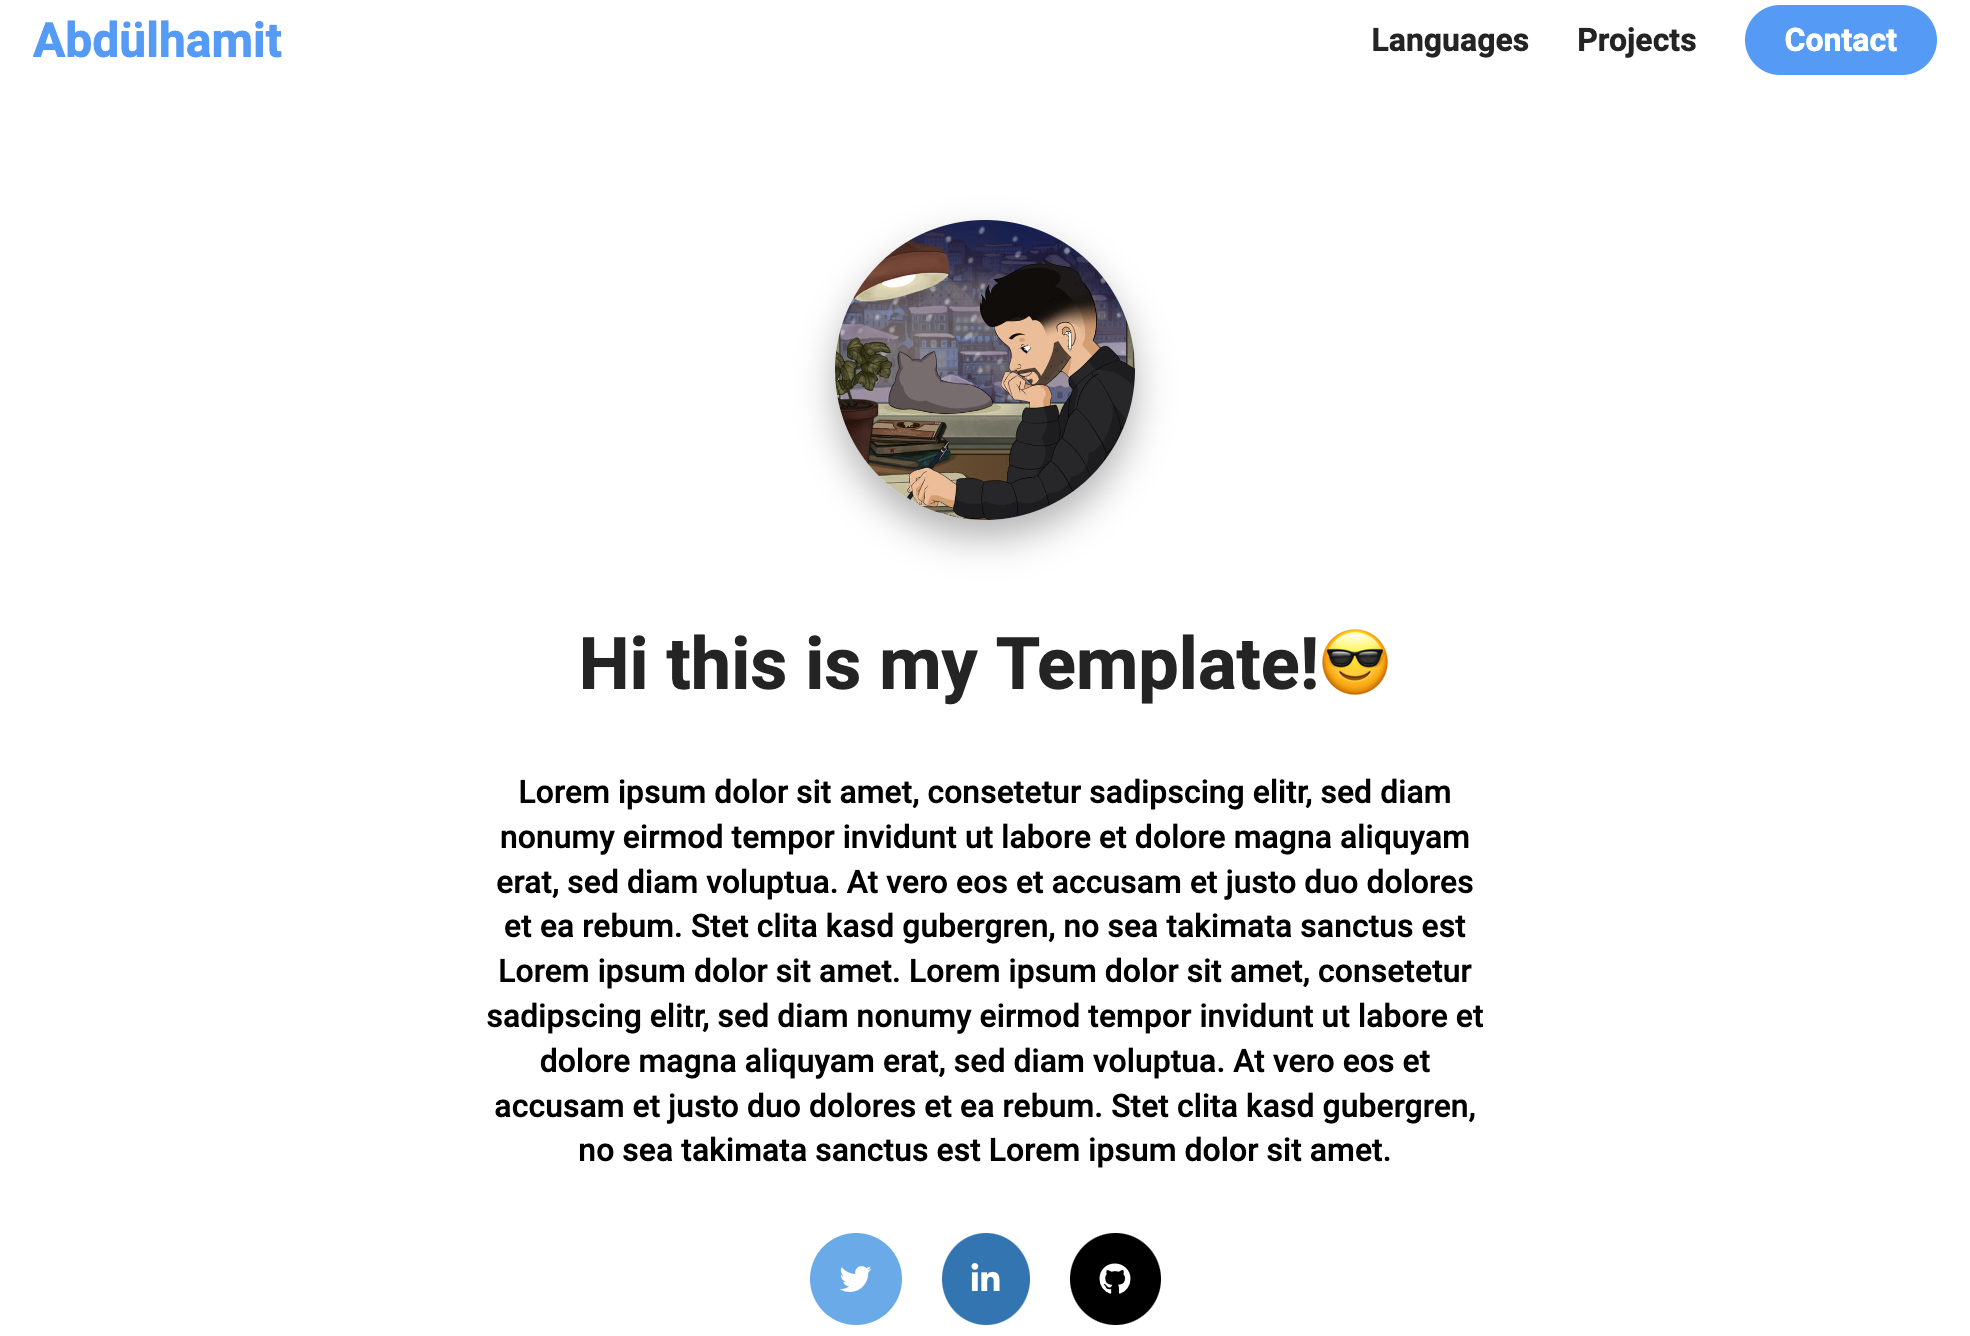 Abdülhamit
Languages Projects Contact
Hi this is my Template!😎
Lorem ipsum dolor sit amet, consetetur sadipscing elitr, sed diam
nonumy eirmod tempor invidunt ut labore et dolore magna aliquyam
erat, sed diam voluptua. At vero eos et accusam et justo duo dolores
et ea rebum. Stet clita kasd gubergren, no sea takimata sanctus est
Lorem ipsum dolor sit amet. Lorem ipsum dolor sit amet, consetetur
sadipscing elitr, sed diam nonumy eirmod tempor invidunt ut labore et
dolore magna aliquyam erat, sed diam voluptua. At vero eos et
accusam et justo duo dolores et ea rebum. Stet clita kasd gubergren,
no sea takimata sanctus est Lorem ipsum dolor sit amet.
in